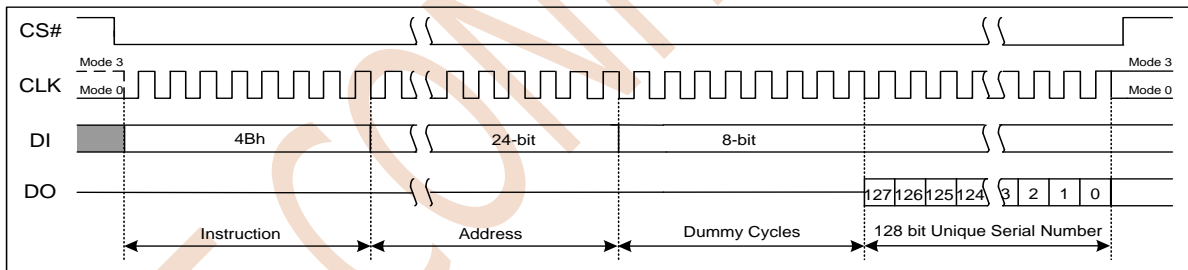 CS#
Mode 3
Mode 3
CLK
Mode 0
Mode 0
DI
4Bh
24-bit
8-bit
DO
127 126 125 124 3 2 1 0
Instruction
Address
Dummy Cycles
128 bit Unique Serial Number